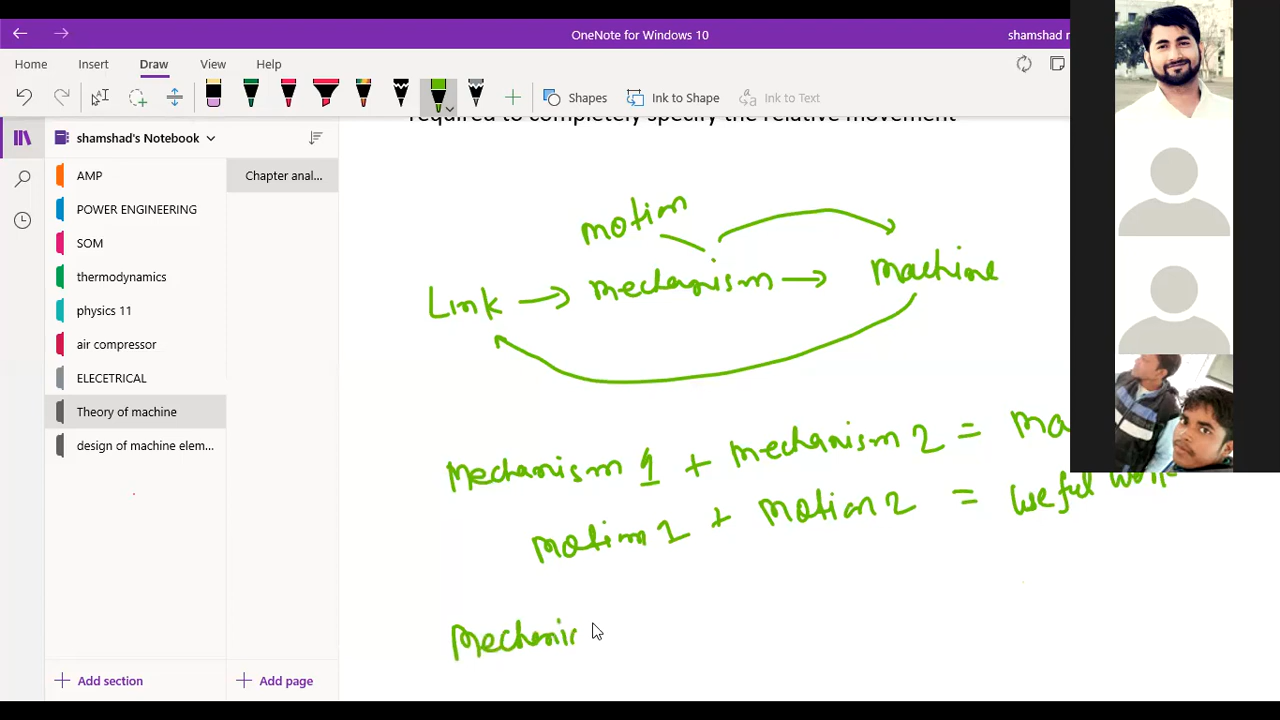 OneNote for Windows 10
shamshad
Home Insert Draw View Help
Shapes Ink to Shape Ink to Text
required to completely specify the relative movement
shamshad's Notebook
AMP
Chapter anal...
POWER ENGINEERING
SOM
thermodynamics
physics 11
air compressor
ELECETRICAL
Theory of machine
design of machine elem...
motion
Link → mechanism → machine
Mechanism 1 + mechanism 2 = ma
motion 1 + motion 2 = useful work
Mechanic
+ Add section
+ Add page